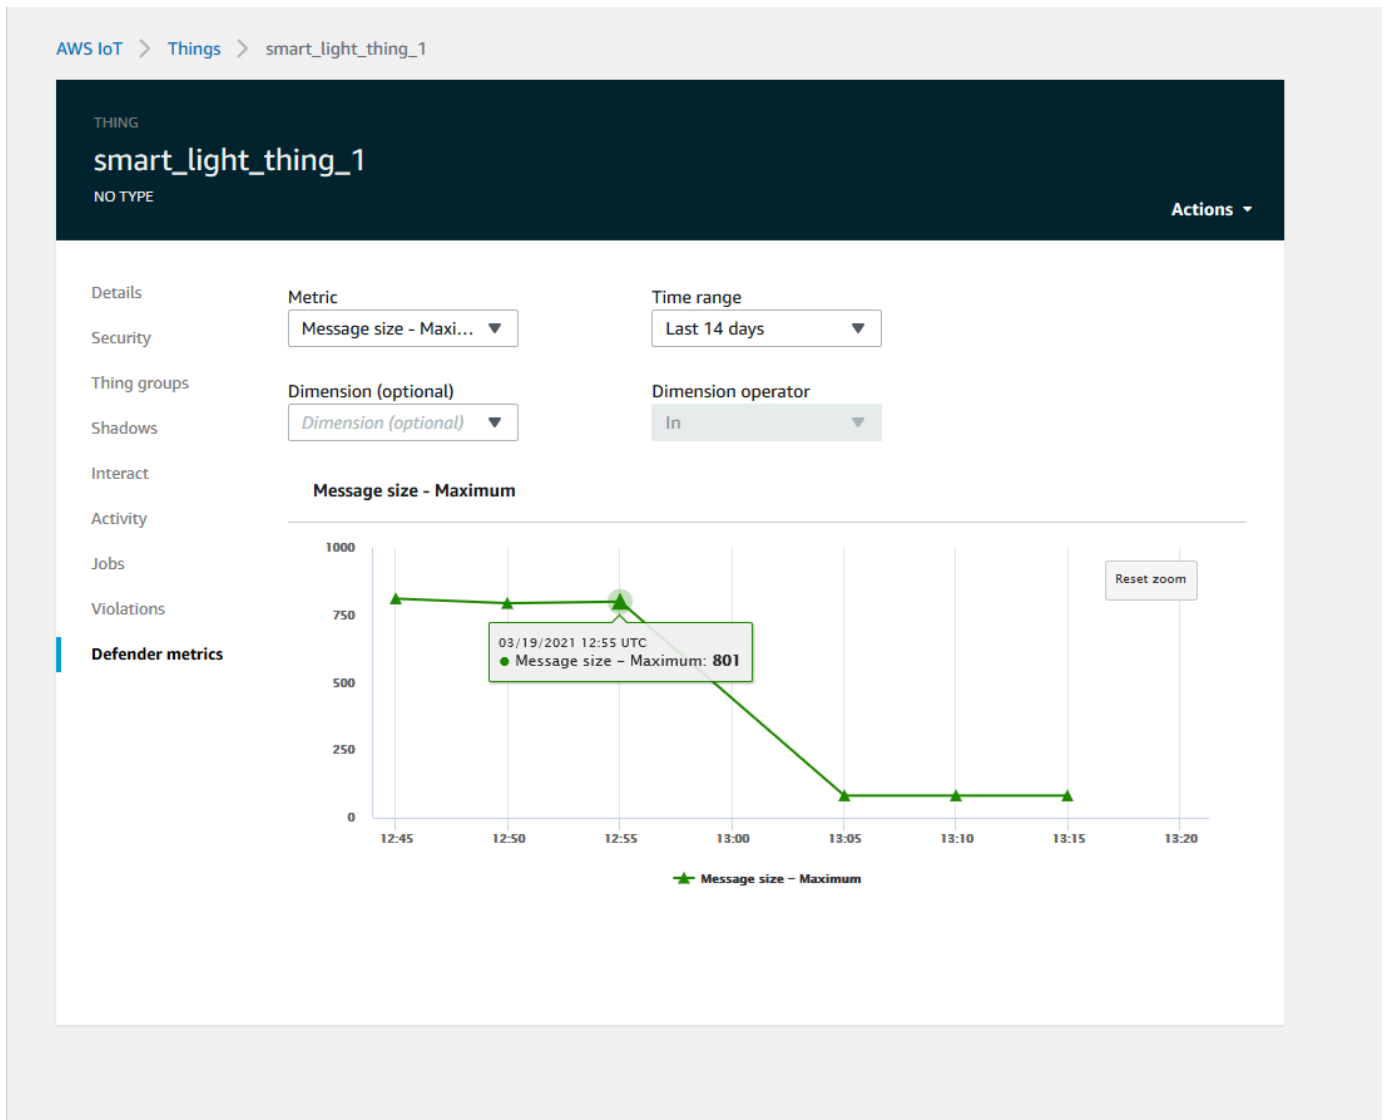 AWS IoT > Things > smart_light_thing_1
THING
smart_light_thing_1
NO TYPE
Actions
Details
Security
Thing groups
Shadows
Interact
Activity
Jobs
Violations
Defender metrics
Metric
Time range
Message size - Maxi...
Last 14 days
Dimension (optional)
Dimension operator
Dimension (optional)
In
Message size - Maximum
1000
750
500
250
0
Reset zoom
03/19/2021 12:55 UTC
Message size – Maximum: 801
12:45 12:50 12:55 13:00 13:05 13:10 13:15 13:20
Message size – Maximum